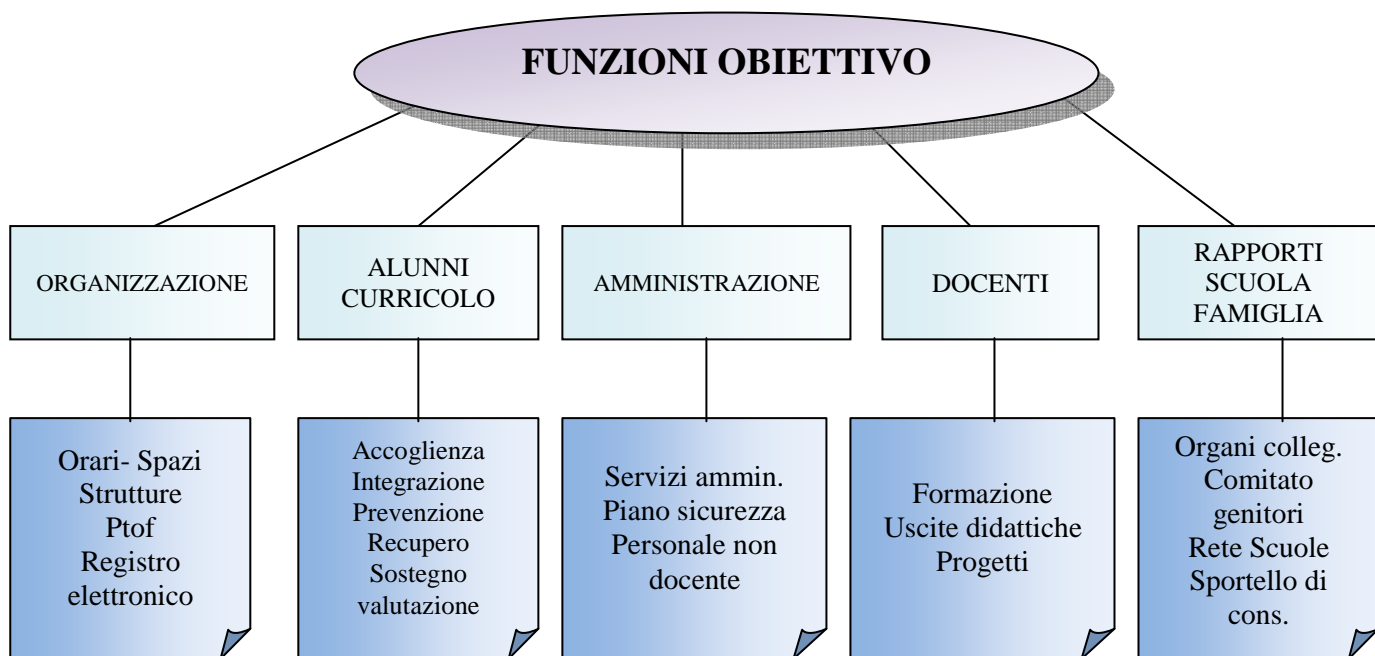 FUNZIONI OBIETTIVO
ORGANIZZAZIONE
ALUNNI
CURRICOLO
AMMINISTRAZIONE
DOCENTI
RAPPORTI
SCUOLA
FAMIGLIA
Orari- Spazi
Strutture
Ptof
Registro
elettronico
Accoglienza
Integrazione
Prevenzione
Recupero
Sostegno
valutazione
Servizi ammin.
Piano sicurezza
Personale non
docente
Formazione
Uscite didattiche
Progetti
Organi colleg.
Comitato
genitori
Rete Scuole
Sportello di
cons.